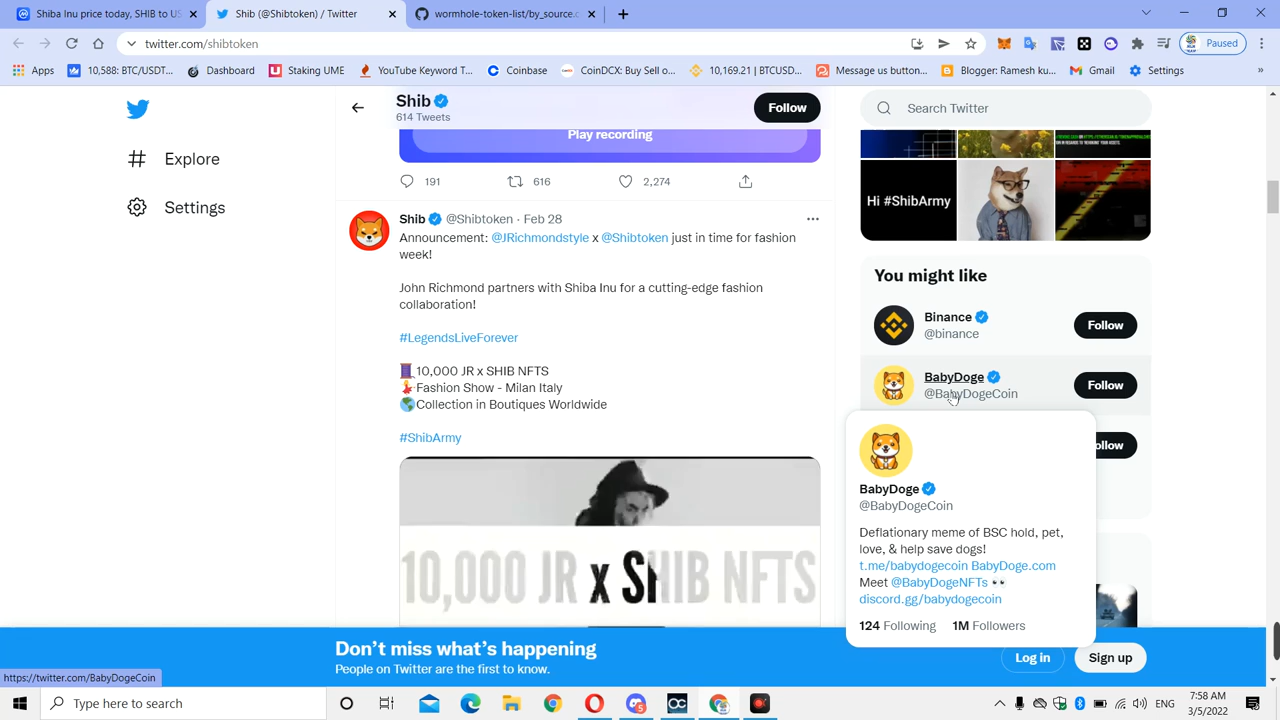 Shiba Inu price, SHIB to US
Shib (@Shibtoken) / Twitter
Github @shibtoken_source.c
twitter.com/shibtoken
Paused
Apps
10,588: BTC/USDT...
Dashboard
Staking UME
YouTube Keyword T...
Coinbase
CoinDCX: Buy sel o...
10,169.21 | BTCUSD...
Message button...
Blogger: Ramesh ku...
Gmail
Settings
Shib
614 Tweets
Follow
Search Twitter
Explore
Settings
Play recording
191
616
2,274
Hi #ShibArmy
Shib @Shibtoken · Feb 28
Announcement: @JRichmondstyle x @Shibtoken just in time for fashion
week!
John Richmond partners with Shiba Inu for a cutting-edge fashion
collaboration!
#LegendsLiveForever
10,000 JR x SHIB NFTS
Fashion Show - Milan Italy
Collection in Boutiques Worldwide
#ShibArmy
10,000 JR x SHIB NFTS
You might like
Binance
@binance
Follow
BabyDoge
@BabyDogeCoin
Follow
ollow
BabyDoge
@BabyDogeCoin
Deflationary meme of BSC hold, pet,
love, & help save dogs!
t.me/babydogecoin BabyDoge.com
Meet @BabyDogeNFTs 👀
discord.gg/babydogecoin
124 Following 1M Followers
Don't miss what's happening
People on Twitter are the first to know.
Log in
Sign up
https://twitter.com/BabyDogeCoin
Type here to search
ENG
7:58 AM
3/5/2022